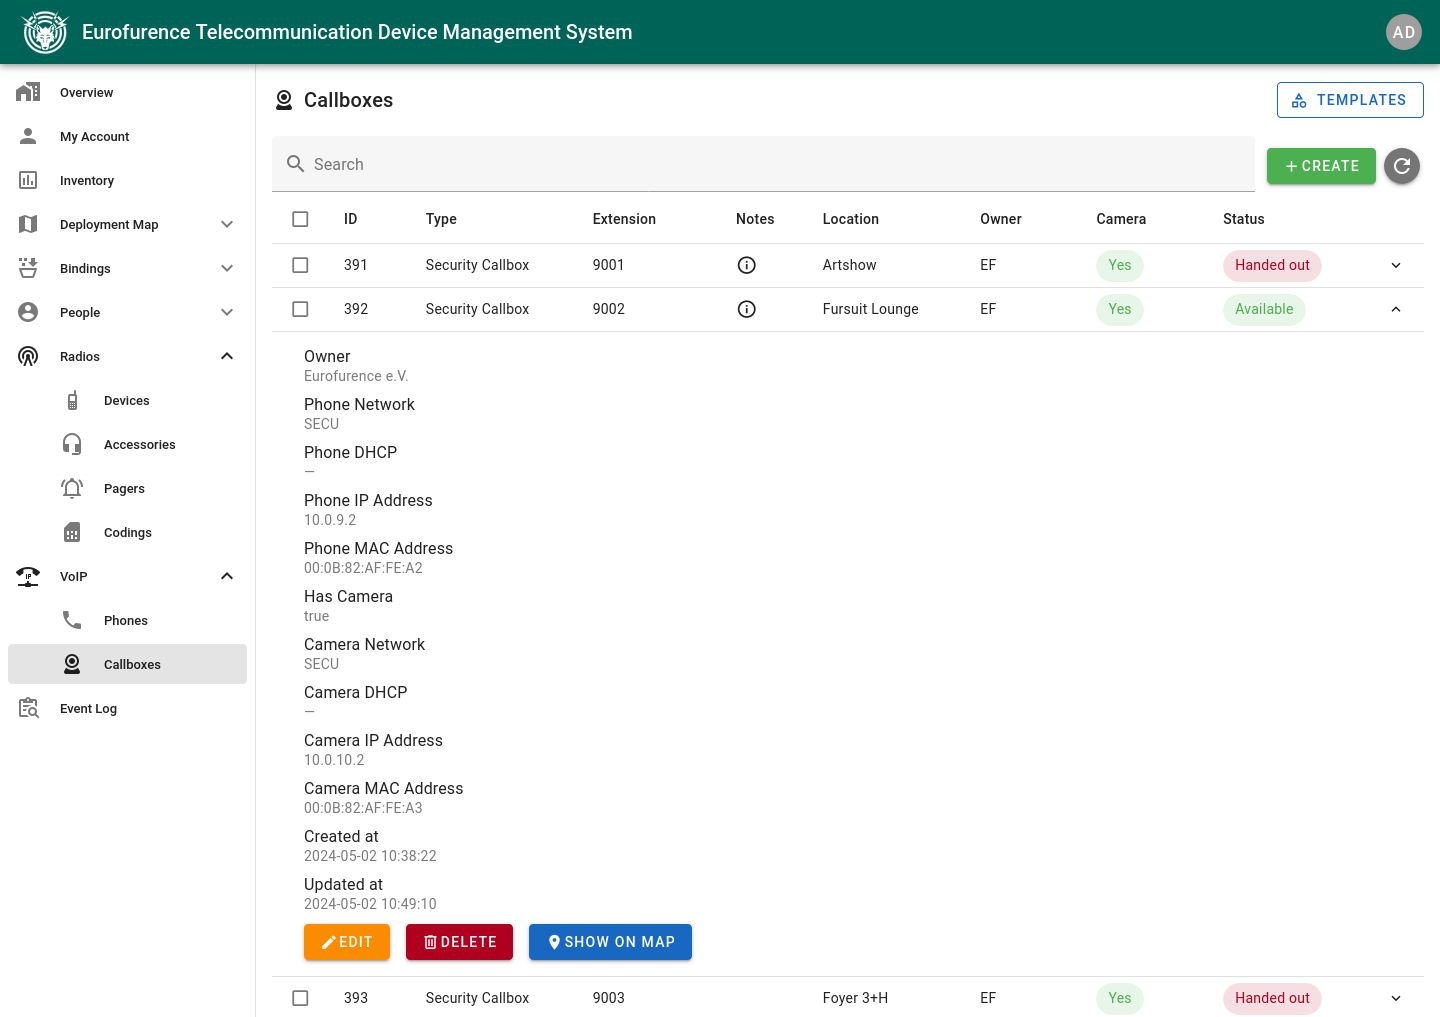 Eurofurence Telecommunication Device Management System
AD
Overview
My Account
Inventory
Deployment Map
Bindings
People
Radios
Devices
Accessories
Pagers
Codings
IP
VoIP
Phones
Callboxes
Event Log
Callboxes
TEMPLATES
Search
CREATE
ID Type Extension Notes Location Owner Camera Status
391 Security Callbox 9001 Artshow EF Yes Handed out
392 Security Callbox 9002 Fursuit Lounge EF Yes Available
Owner
Eurofurence e.V.
Phone Network
SECU
Phone DHCP
—
Phone IP Address
10.0.9.2
Phone MAC Address
00:0B:82:AF:FE:A2
Has Camera
true
Camera Network
SECU
Camera DHCP
—
Camera IP Address
10.0.10.2
Camera MAC Address
00:0B:82:AF:FE:A3
Created at
2024-05-02 10:38:22
Updated at
2024-05-02 10:49:10
EDIT DELETE SHOW ON MAP
393 Security Callbox 9003 Foyer 3+H EF Yes Handed out